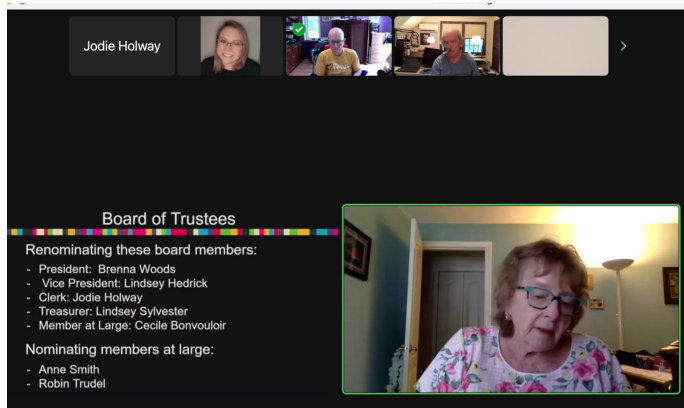 Jodie Holway
Board of Trustees
Renominating these board members:
- President: Brenna Woods
- Vice President: Lindsey Hedrick
- Clerk: Jodie Holway
- Treasurer: Lindsey Sylvester
- Member at Large: Cecile Bonvouloir
Nominating members at large:
- Anne Smith
- Robin Trudel